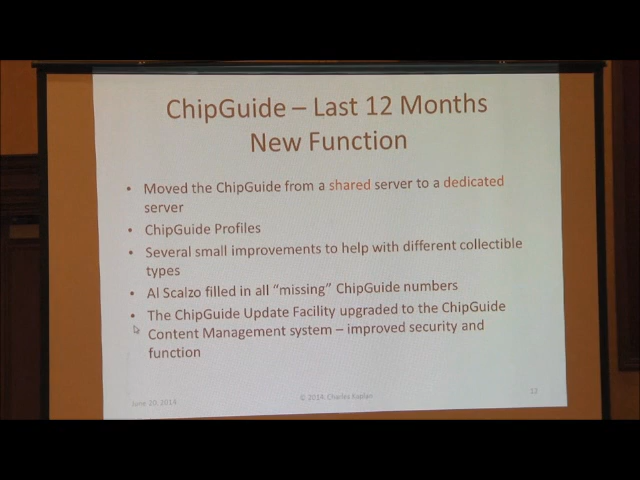 ChipGuide – Last 12 Months
New Function
• Moved the ChipGuide from a shared server to a dedicated
server
• ChipGuide Profiles
• Several small improvements to help with different collectible
types
• Al Scalzo filled in all “missing” ChipGuide numbers
• The ChipGuide Update Facility upgraded to the ChipGuide
Content Management system – improved security and
function
June 20, 2014
© 2014, Charles Kaplan
12